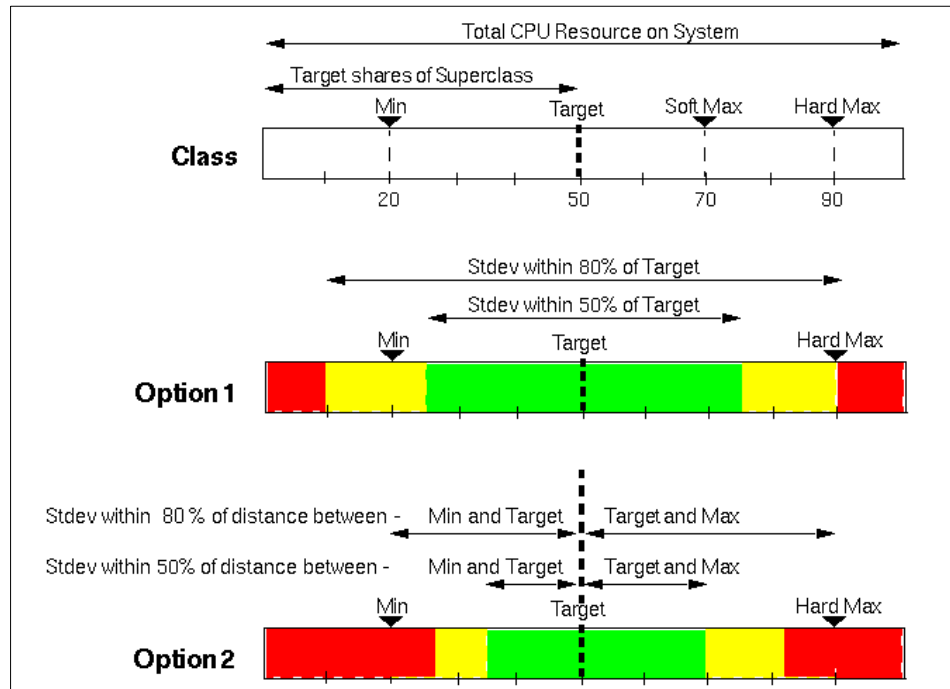 Total CPU Resource on System
Target shares of Superclass
Min Target Soft Max Hard Max
Class
20 50 70 90
Stdev within 80% of Target
Stdev within 50% of Target
Min Target Hard Max
Option 1
Stdev within 80 % of distance between - Min and Target Target and Max
Stdev within 50% of distance between - Min and Target Target and Max
Min Target Hard Max
Option 2